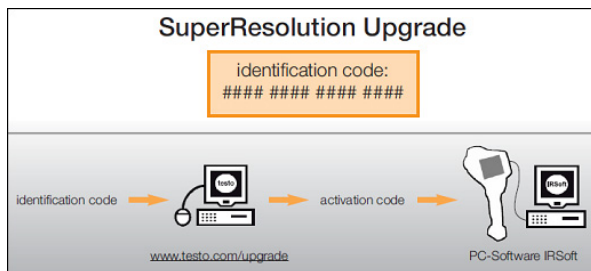 SuperResolution Upgrade
identification code:
#### #### #### ####
testo
IRSoft
identification code
activation code
www.testo.com/upgrade
PC-Software IRSoft